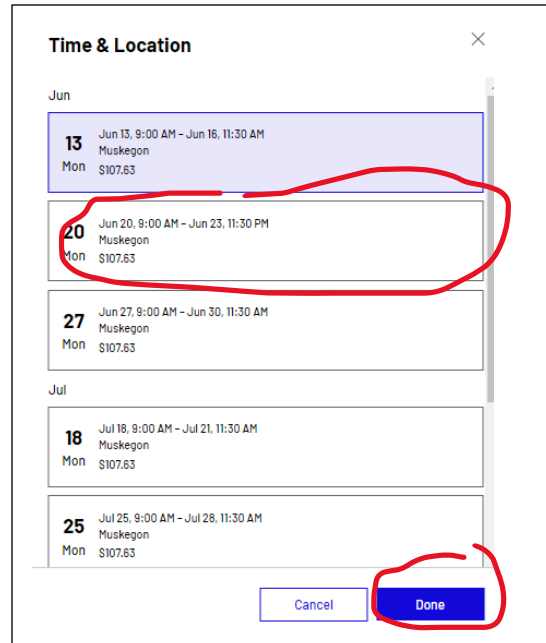 Time & Location
Jun
13
Mon
Jun 13, 9:00 AM – Jun 16, 11:30 AM
Muskegon
$107.63
20
Mon
Jun 20, 9:00 AM – Jun 23, 11:30 PM
Muskegon
$107.63
27
Mon
Jun 27, 9:00 AM – Jun 30, 11:30 AM
Muskegon
$107.63
Jul
18
Mon
Jul 18, 9:00 AM – Jul 21, 11:30 AM
Muskegon
$107.63
25
Mon
Jul 25, 9:00 AM – Jul 28, 11:30 AM
Muskegon
$107.63
Cancel
Done